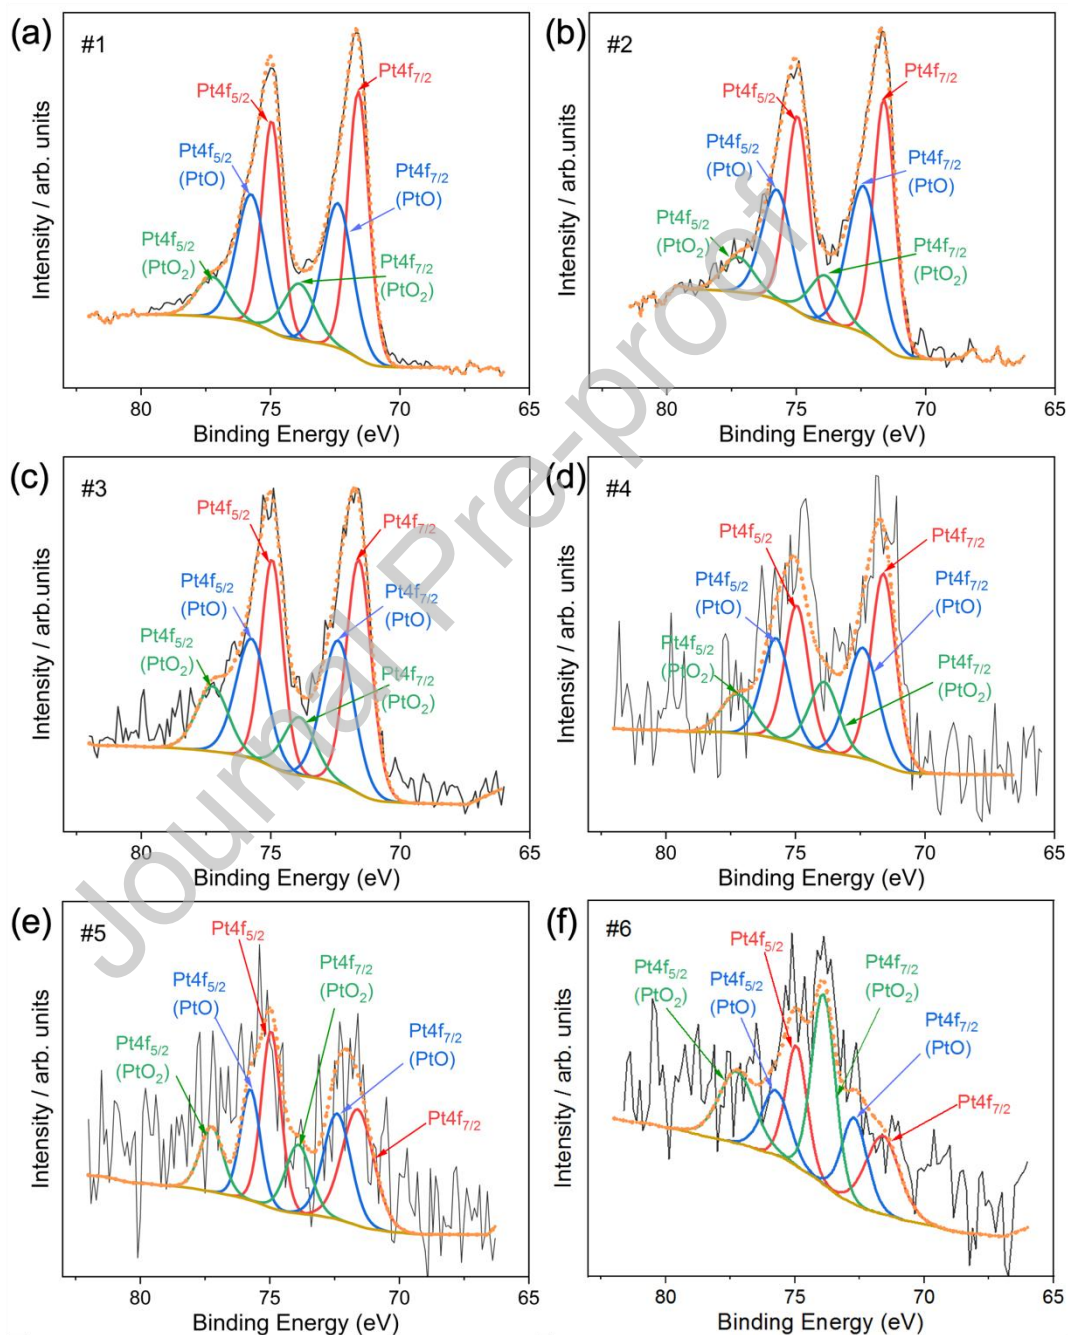 (a)
#1
Pt4f7/2
Pt4f5/2
Pt4f5/2
(PtO)
Pt4f7/2
(PtO)
Pt4f5/2
(PtO2)
Pt4f7/2
(PtO2)
Intensity / arb. units
80 75 70 65
Binding Energy (eV)
(b)
#2
Pt4f7/2
Pt4f5/2
Pt4f5/2
(PtO)
Pt4f7/2
(PtO)
Pt4f5/2
(PtO2)
Pt4f7/2
(PtO2)
Intensity / arb.units
80 75 70 65
Binding Energy (eV)
(c)
#3
Pt4f5/2
Pt4f7/2
Pt4f5/2
(PtO)
Pt4f7/2
(PtO)
Pt4f5/2
(PtO2)
Pt4f7/2
(PtO2)
Intensity / arb. units
80 75 70 65
Binding Energy (eV)
(d)
#4
Pt4f5/2
Pt4f7/2
Pt4f5/2
(PtO)
Pt4f7/2
(PtO)
Pt4f5/2
(PtO2)
Pt4f7/2
(PtO2)
Intensity / arb.units
80 75 70 65
Binding Energy (eV)
(e)
#5
Pt4f5/2
Pt4f7/2
(PtO2)
Pt4f5/2
(PtO)
Pt4f7/2
(PtO)
Pt4f5/2
(PtO2)
Pt4f7/2
Intensity / arb. units
80 75 70 65
Binding Energy (eV)
(f)
#6
Pt4f5/2
Pt4f5/2
(PtO2)
Pt4f5/2
(PtO)
Pt4f7/2
(PtO2)
Pt4f7/2
(PtO)
Pt4f7/2
Intensity / arb. units
80 75 70 65
Binding Energy (eV)
Journal Pre-proof